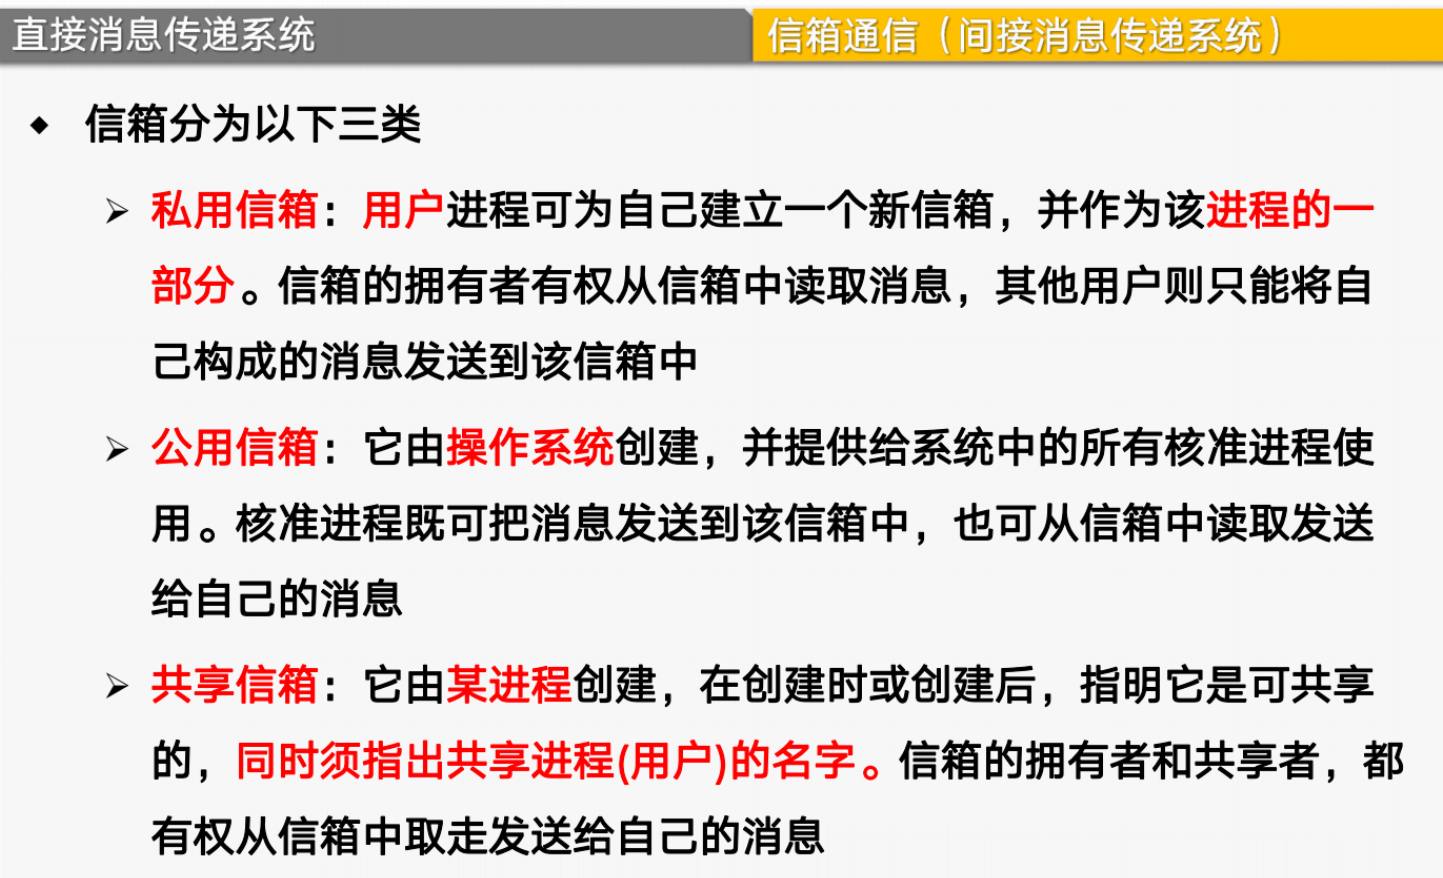 直接消息传递系统
信箱通信（间接消息传递系统）
◆ 信箱分为以下三类
➢ 私用信箱：用户进程可为自己建立一个新信箱，并作为该进程的一
部分。信箱的拥有者有权从信箱中读取消息，其他用户则只能将自
己构成的消息发送到该信箱中
➢ 公用信箱：它由操作系统创建，并提供给系统中的所有核准进程使
用。核准进程既可把消息发送到该信箱中，也可从信箱中读取发送
给自己的消息
➢ 共享信箱：它由某进程创建，在创建时或创建后，指明它是可共享
的，同时须指出共享进程(用户)的名字。信箱的拥有者和共享者，都
有权从信箱中取走发送给自己的消息